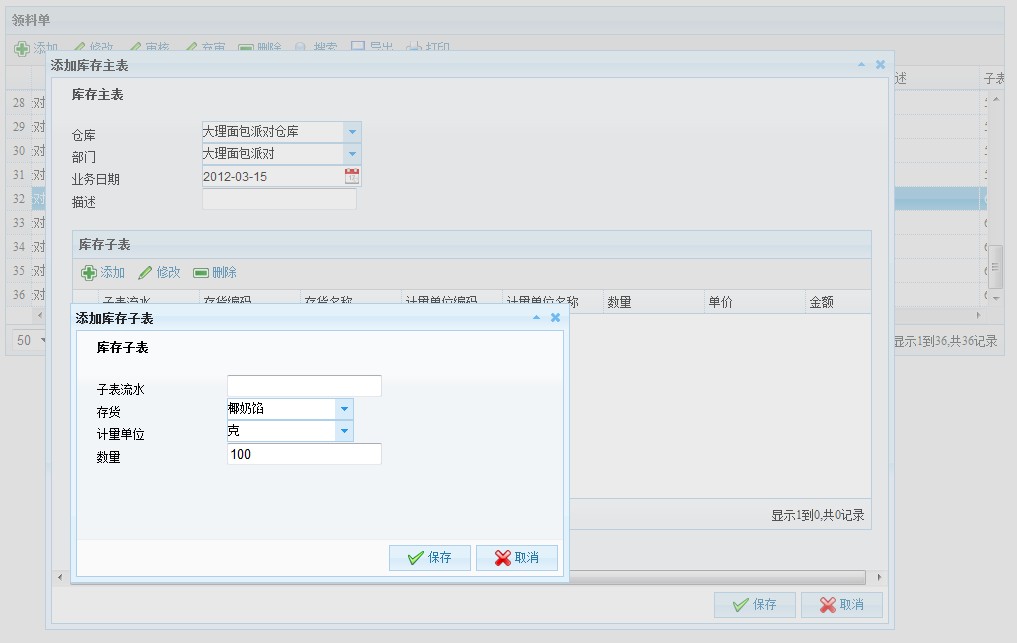 领料单
添加 修改 审核 弃审 删除 搜索 导出 打印
添加库存主表
述 子表
库存主表
28 对
29 对
30 对
31 对
32 对
33 对
34 对
35 对
36 对
仓库 大理面包派对仓库
部门 大理面包派对
业务日期 2012-03-15
描述
库存子表
添加 修改 删除
子表流水 存货编码 存货名称 计量单位编码 计量单位名称 数量 单价 金额
添加库存子表
50
显示1到36,共36记录
库存子表
子表流水
存货 椰奶馅
计量单位 克
数量 100
显示1到0,共0记录
保存 取消
保存 取消